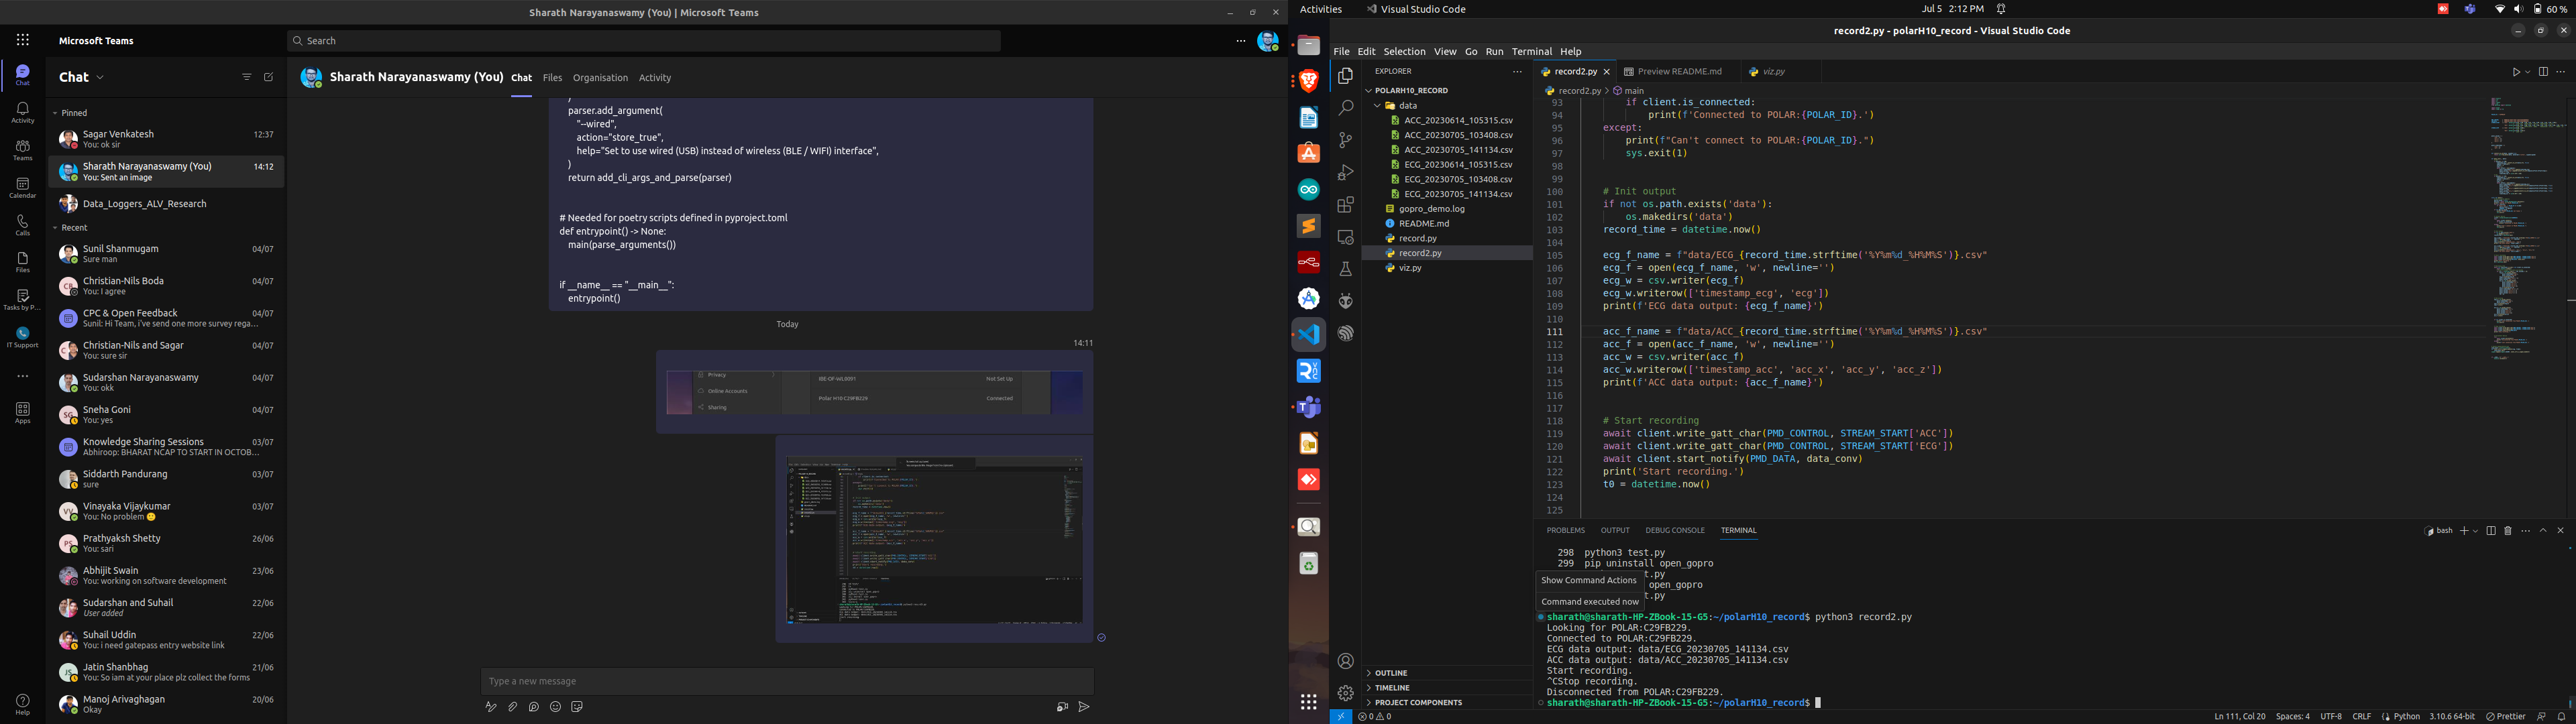 Sharath Narayanaswamy (You) | Microsoft Teams
Microsoft Teams
Search
Chat
Activity
Teams
Calendar
Calls
Files
Tasks by P...
IT Support
Apps
Help
Chat
Pinned
Sagar Venkatesh 12:37
You: ok sir
Sharath Narayanaswamy (You) 14:12
You: Sent an image
Data_Loggers_ALV_Research
Recent
Sunil Shanmugam 04/07
You: Sure man
Christian-Nils Boda 04/07
You: I agree
CPC & Open Feedback 04/07
Sunil: Hi Team, i've send one more survey rega...
Christian-Nils and Sagar 04/07
You: sure sir
Sudarshan Narayanaswamy 04/07
You: okk
Sneha Goni 04/07
You: yes
Knowledge Sharing Sessions 03/07
Abhiroop: BHARAT NCAP TO START IN OCTOB...
Siddarth Pandurang 03/07
sure
Vinayaka Vijaykumar 03/07
You: No problem 🙂
Prathyaksh Shetty 26/06
You: sari
Abhijit Swain 23/06
You: working on software development
Sudarshan and Suhail 22/06
User added
Suhail Uddin 22/06
You: i need gatepass entry website link
Jatin Shanbhag 21/06
You: So iam at your place plz collect the forms
Manoj Arivaghagan 20/06
Okay
Sharath Narayanaswamy (You) Chat Files Organisation Activity
)
parser.add_argument(
"--wired",
action="store_true",
help="Set to use wired (USB) instead of wireless (BLE / WIFI) interface",
)
return add_cli_args_and_parse(parser)
# Needed for poetry scripts defined in pyproject.toml
def entrypoint() -> None:
main(parse_arguments())
if __name__ == "__main__":
entrypoint()
Today
14:11
Privacy
Online Accounts
Sharing
Not Set Up
Polar H10 C29FB229 Connected
Type a new message
Activities Visual Studio Code Jul 5 2:12 PM 60 %
record2.py - polarH10_record - Visual Studio Code
File Edit Selection View Go Run Terminal Help
EXPLORER
POLARH10_RECORD
data
ACC_20230614_105315.csv
ACC_20230705_103408.csv
ACC_20230705_141134.csv
ECG_20230614_105315.csv
ECG_20230705_103408.csv
ECG_20230705_141134.csv
gopro_demo.log
README.md
record.py
record2.py
viz.py
OUTLINE
TIMELINE
PROJECT COMPONENTS
record2.py Preview README.md viz.py
record2.py > main
93 if client.is_connected:
94 print(f'Connected to POLAR:{POLAR_ID}.')
95 except:
96 print(f"Can't connect to POLAR:{POLAR_ID}.")
97 sys.exit(1)
98
99
100 # Init output
101 if not os.path.exists('data'):
102 os.makedirs('data')
103 record_time = datetime.now()
104
105 ecg_f_name = f"data/ECG_{record_time.strftime('%Y%m%d_%H%M%S')}.csv"
106 ecg_f = open(ecg_f_name, 'w', newline='')
107 ecg_w = csv.writer(ecg_f)
108 ecg_w.writerow(['timestamp_ecg', 'ecg'])
109 print(f'ECG data output: {ecg_f_name}')
110
111 acc_f_name = f"data/ACC_{record_time.strftime('%Y%m%d_%H%M%S')}.csv"
112 acc_f = open(acc_f_name, 'w', newline='')
113 acc_w = csv.writer(acc_f)
114 acc_w.writerow(['timestamp_acc', 'acc_x', 'acc_y', 'acc_z'])
115 print(f'ACC data output: {acc_f_name}')
116
117
118 # Start recording
119 await client.write_gatt_char(PMD_CONTROL, STREAM_START['ACC'])
120 await client.write_gatt_char(PMD_CONTROL, STREAM_START['ECG'])
121 await client.start_notify(PMD_DATA, data_conv)
122 print('Start recording.')
123 t0 = datetime.now()
124
125
PROBLEMS OUTPUT DEBUG CONSOLE TERMINAL bash
298 python3 test.py
299 pip uninstall open_gopro
t.py
open_gopro
t.py
Show Command Actions
Command executed now
sharath@sharath-HP-ZBook-15-G5:~/polarH10_record$ python3 record2.py
Looking for POLAR:C29FB229.
Connected to POLAR:C29FB229.
ECG data output: data/ECG_20230705_141134.csv
ACC data output: data/ACC_20230705_141134.csv
Start recording.
^CStop recording.
Disconnected from POLAR:C29FB229.
sharath@sharath-HP-ZBook-15-G5:~/polarH10_record$
0 0 Ln 111, Col 20 Spaces: 4 UTF-8 CRLF Python 3.10.6 64-bit Prettier